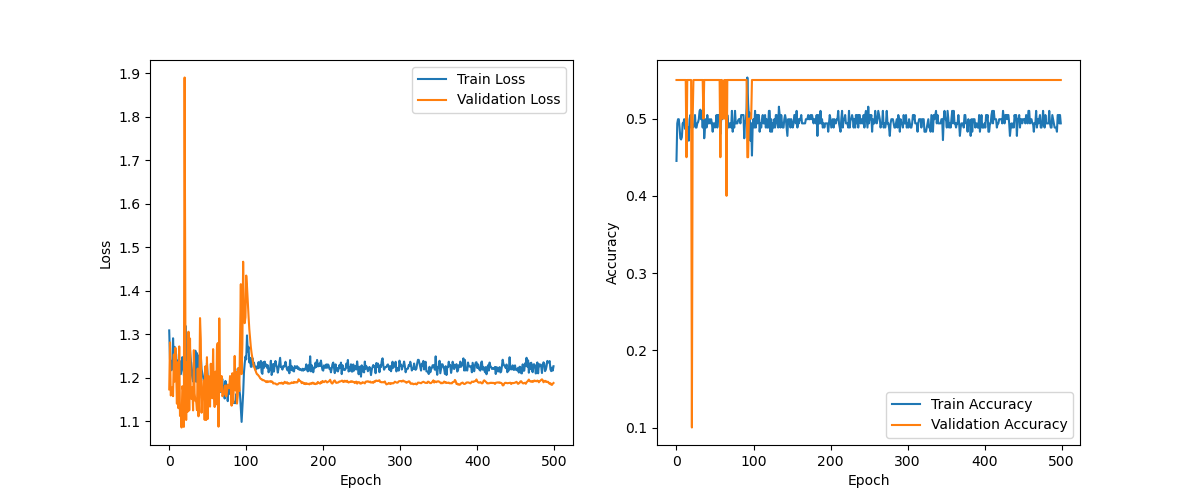 Train Loss
Validation Loss
1.9
1.8
1.7
1.6
1.5
1.4
1.3
1.2
1.1
Loss
0 100 200 300 400 500
Epoch
0.5
0.4
0.3
0.2
0.1
Accuracy
Train Accuracy
Validation Accuracy
0 100 200 300 400 500
Epoch